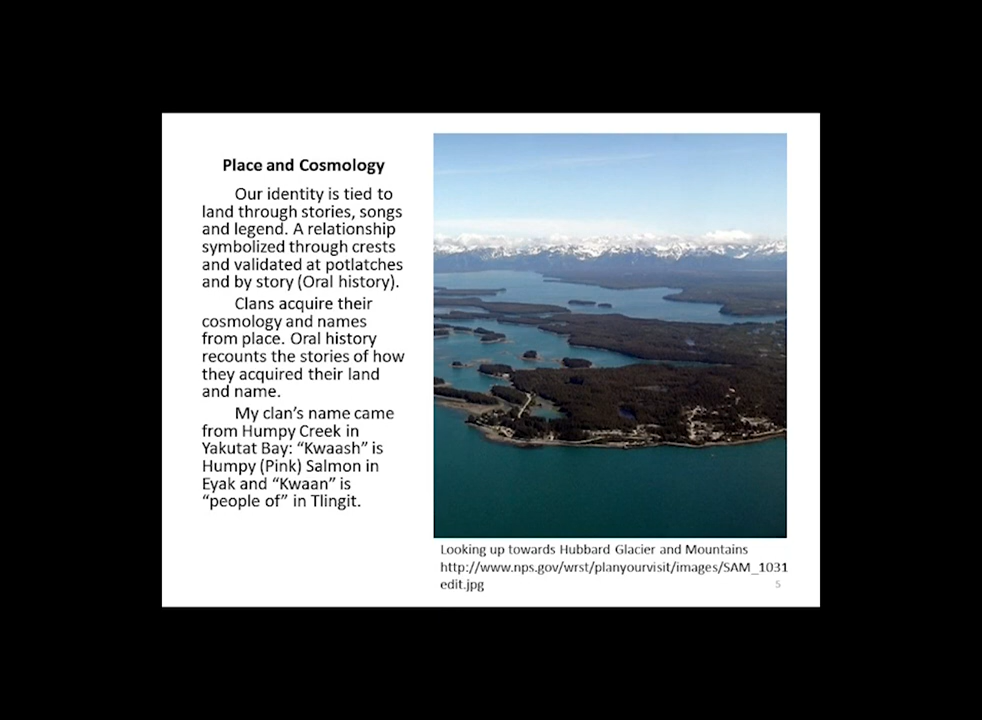 Place and Cosmology
Our identity is tied to
land through stories, songs
and legend. A relationship
symbolized through crests
and validated at potlatches
and by story (Oral history).
Clans acquire their
cosmology and names
from place. Oral history
recounts the stories of how
they acquired their land
and name.
My clan’s name came
from Humpy Creek in
Yakutat Bay: “Kwaash” is
Humpy (Pink) Salmon in
Eyak and “Kwaan” is
“people of” in Tlingit.
Looking up towards Hubbard Glacier and Mountains
http://www.nps.gov/wrst/planyourvisit/images/SAM_1031
edit.jpg
5